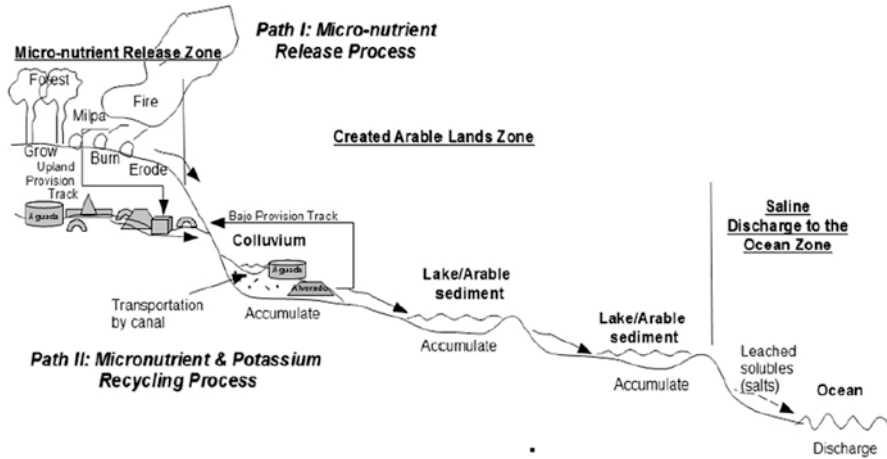 Path I: Micro-nutrient
Release Process
Micro-nutrient Release Zone
Forest
Fire
Milpa
Created Arable Lands Zone
Grow
Burn
Erode
Upland
Provision
Track
Aguada
Bajo Provision Track
Colluvium
Aguada
Alverado
Saline
Discharge to the
Ocean Zone
Transportation
by canal
Accumulate
Lake/Arable
sediment
Accumulate
Lake/Arable
sediment
Accumulate
Path II: Micronutrient & Potassium
Recycling Process
Leached
solubles
(salts)
Ocean
Discharge